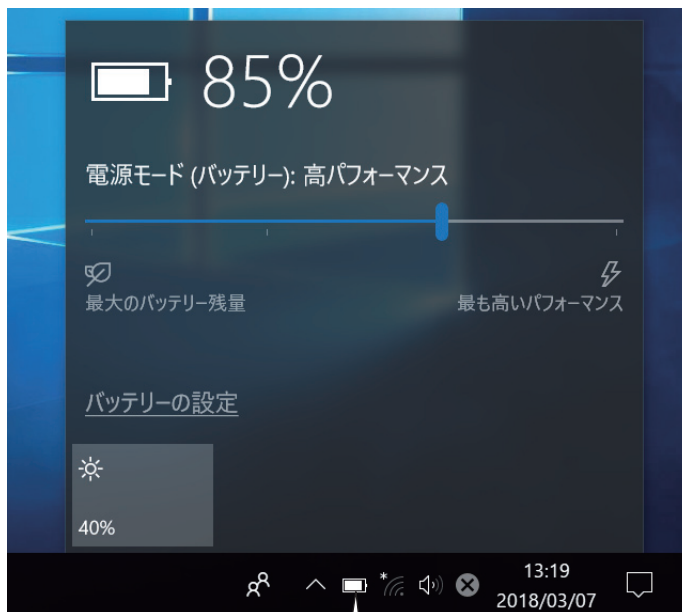 85%
電源モード (バッテリー): 高パフォーマンス
最大のバッテリー残量
最も高いパフォーマンス
バッテリーの設定
40%
13:19
2018/03/07